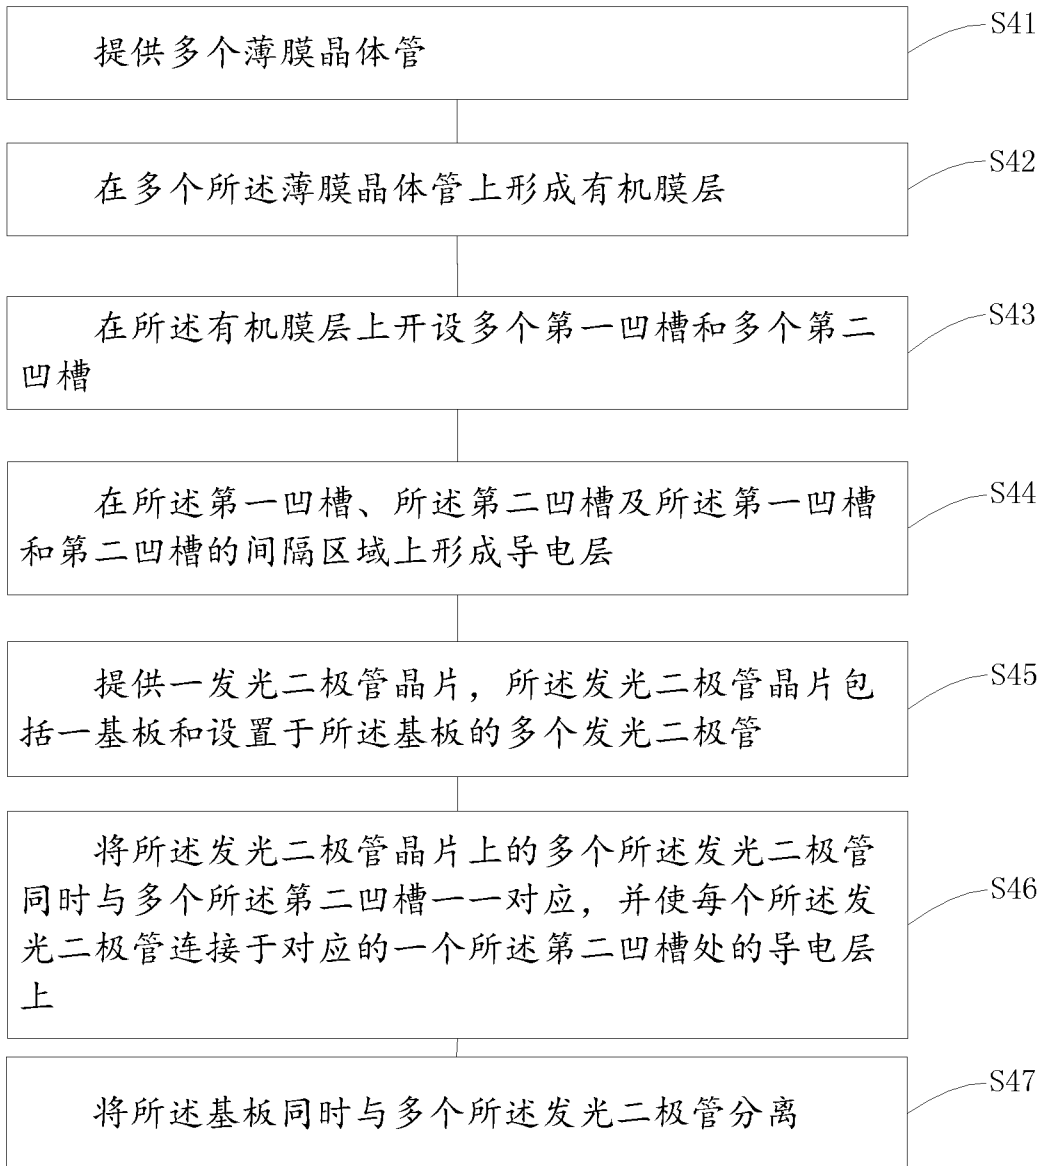 提供多个薄膜晶体管
S41
在多个所述薄膜晶体管上形成有机膜层
S42
在所述有机膜层上开设多个第一凹槽和多个第二
凹槽
S43
在所述第一凹槽、所述第二凹槽及所述第一凹槽
和第二凹槽的间隔区域上形成导电层
S44
提供一发光二极管晶片，所述发光二极管晶片包
括一基板和设置于所述基板的多个发光二极管
S45
将所述发光二极管晶片上的多个所述发光二极管
同时与多个所述第二凹槽一一对应，并使每个所述发
光二极管连接于对应的一个所述第二凹槽处的导电层
上
S46
将所述基板同时与多个所述发光二极管分离
S47